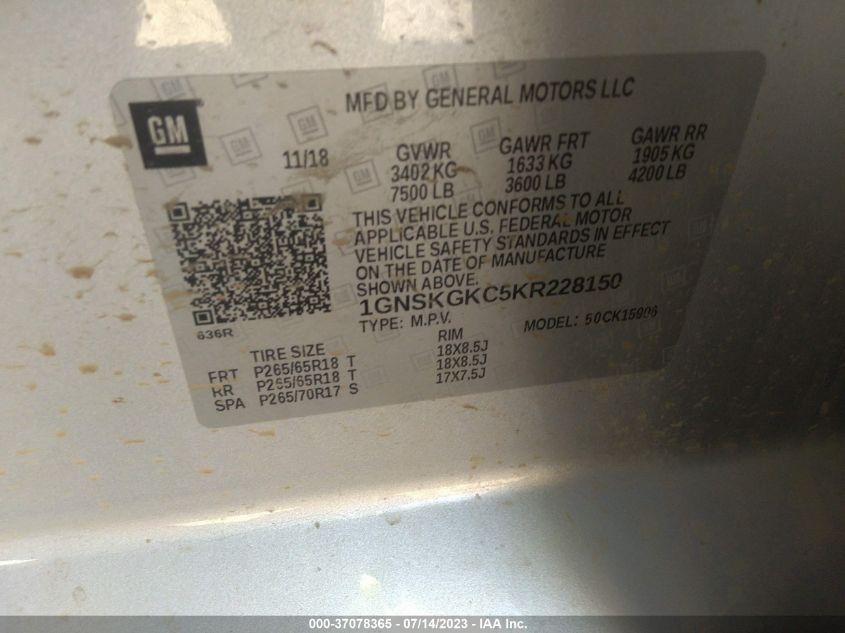 GM
MFD BY GENERAL MOTORS LLC
11/18
GVWR
3402 KG
7500 LB
GAWR FRT
1633 KG
3600 LB
GAWR RR
1905 KG
4200 LB
THIS VEHICLE CONFORMS TO ALL
APPLICABLE U.S. FEDERAL MOTOR
VEHICLE SAFETY STANDARDS IN EFFECT
ON THE DATE OF MANUFACTURE
SHOWN ABOVE.
1GNSKGKC5KR228150
TYPE: M.P.V.
MODEL: 50CK15906
636R
TIRE SIZE RIM
FRT P265/65R18 T 18X8.5J
RR P265/65R18 T 18X8.5J
SPA P265/70R17 S 17X7.5J
000-37078365 - 07/14/2023 - IAA Inc.